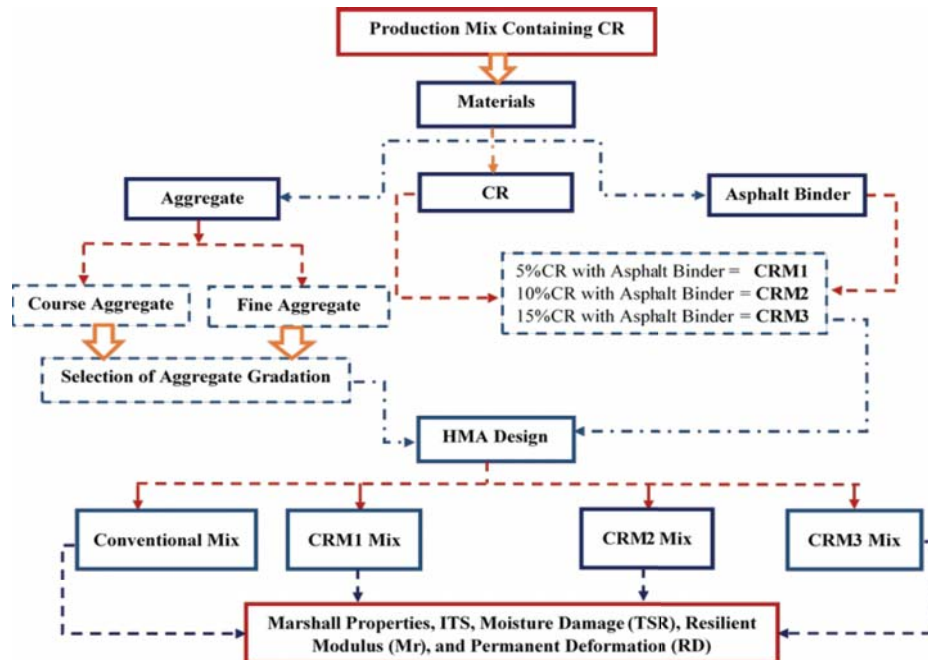 Production Mix Containing CR
Materials
Aggregate
CR
Asphalt Binder
5%CR with Asphalt Binder = CRM1
10%CR with Asphalt Binder = CRM2
15%CR with Asphalt Binder = CRM3
Course Aggregate
Fine Aggregate
Selection of Aggregate Gradation
HMA Design
Conventional Mix
CRM1 Mix
CRM2 Mix
CRM3 Mix
Marshall Properties, ITS, Moisture Damage (TSR), Resilient
Modulus (Mr), and Permanent Deformation (RD)